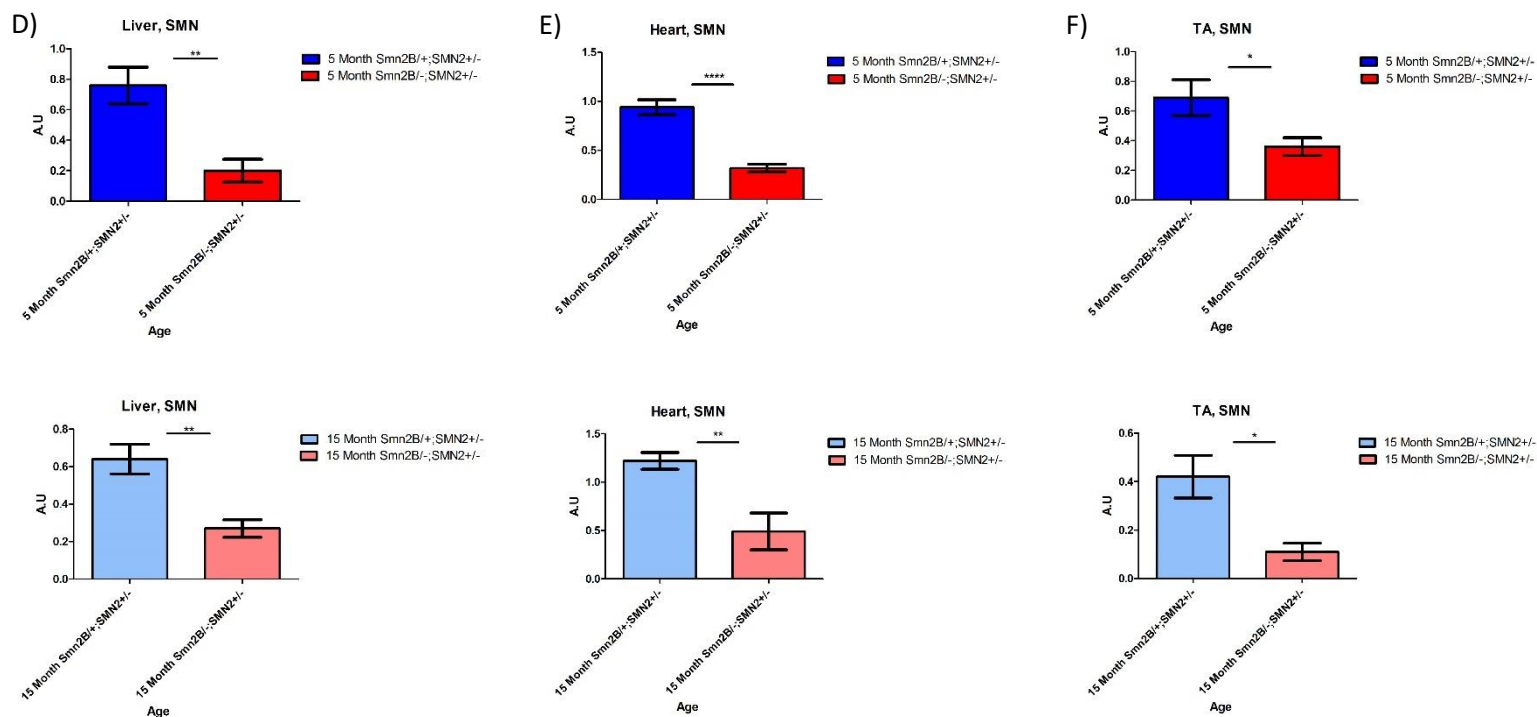 D)
Liver, SMN
**
1.0
0.8
0.6
0.4
0.2
0.0
A.U
5 Month Smn2B/+;SMN2+/-
5 Month Smn2B/-;SMN2+/-
Age
5 Month Smn2B/+;SMN2+/-
5 Month Smn2B/-;SMN2+/-
E)
Heart, SMN
****
1.5
1.0
0.5
0.0
A.U
5 Month Smn2B/+;SMN2+/-
5 Month Smn2B/-;SMN2+/-
Age
5 Month Smn2B/+;SMN2+/-
5 Month Smn2B/-;SMN2+/-
F)
TA, SMN
*
1.0
0.8
0.6
0.4
0.2
0.0
A.U
5 Month Smn2B/+;SMN2+/-
5 Month Smn2B/-;SMN2+/-
Age
5 Month Smn2B/+;SMN2+/-
5 Month Smn2B/-;SMN2+/-
Liver, SMN
**
0.8
0.6
0.4
0.2
0.0
A.U
15 Month Smn2B/+;SMN2+/-
15 Month Smn2B/-;SMN2+/-
Age
15 Month Smn2B/+;SMN2+/-
15 Month Smn2B/-;SMN2+/-
Heart, SMN
**
1.5
1.0
0.5
0.0
A.U
15 Month Smn2B/+;SMN2+/-
15 Month Smn2B/-;SMN2+/-
Age
15 Month Smn2B/+;SMN2+/-
15 Month Smn2B/-;SMN2+/-
TA, SMN
*
0.6
0.4
0.2
0.0
A.U
15 Month Smn2B/+;SMN2+/-
15 Month Smn2B/-;SMN2+/-
Age
15 Month Smn2B/+;SMN2+/-
15 Month Smn2B/-;SMN2+/-